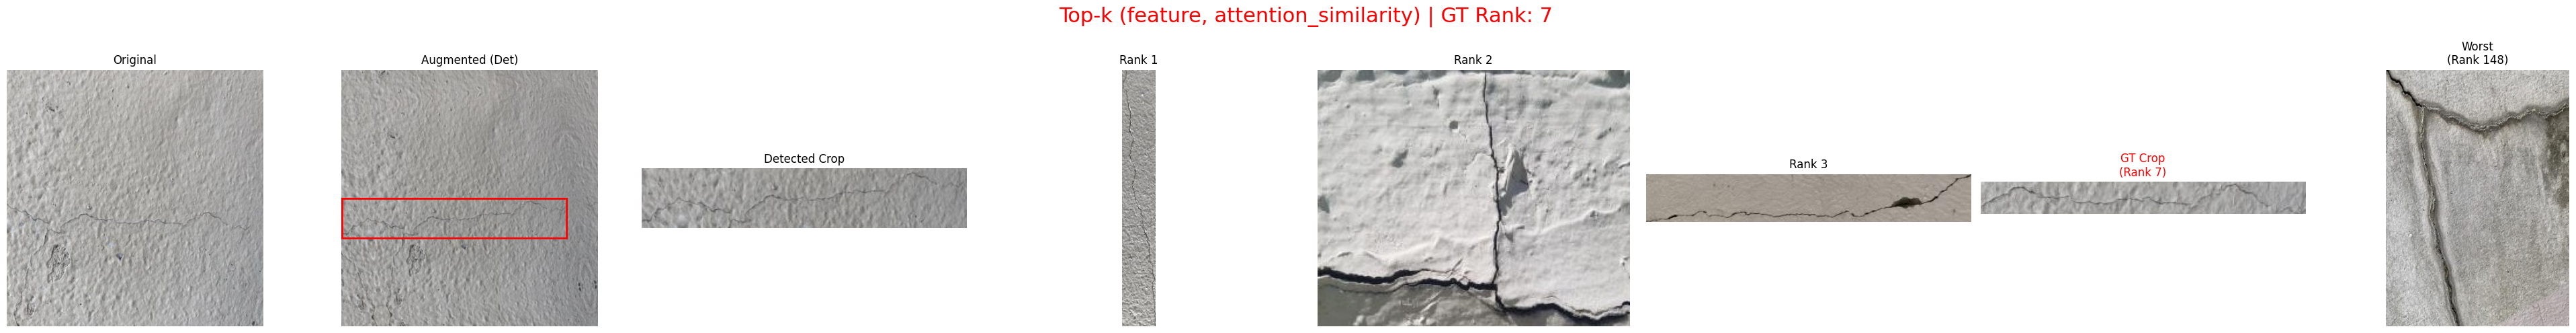 Top-k (feature, attention_similarity) | GT Rank: 7
Original
Augmented (Det)
Detected Crop
Rank 1
Rank 2
Rank 3
GT Crop
(Rank 7)
Worst
(Rank 148)